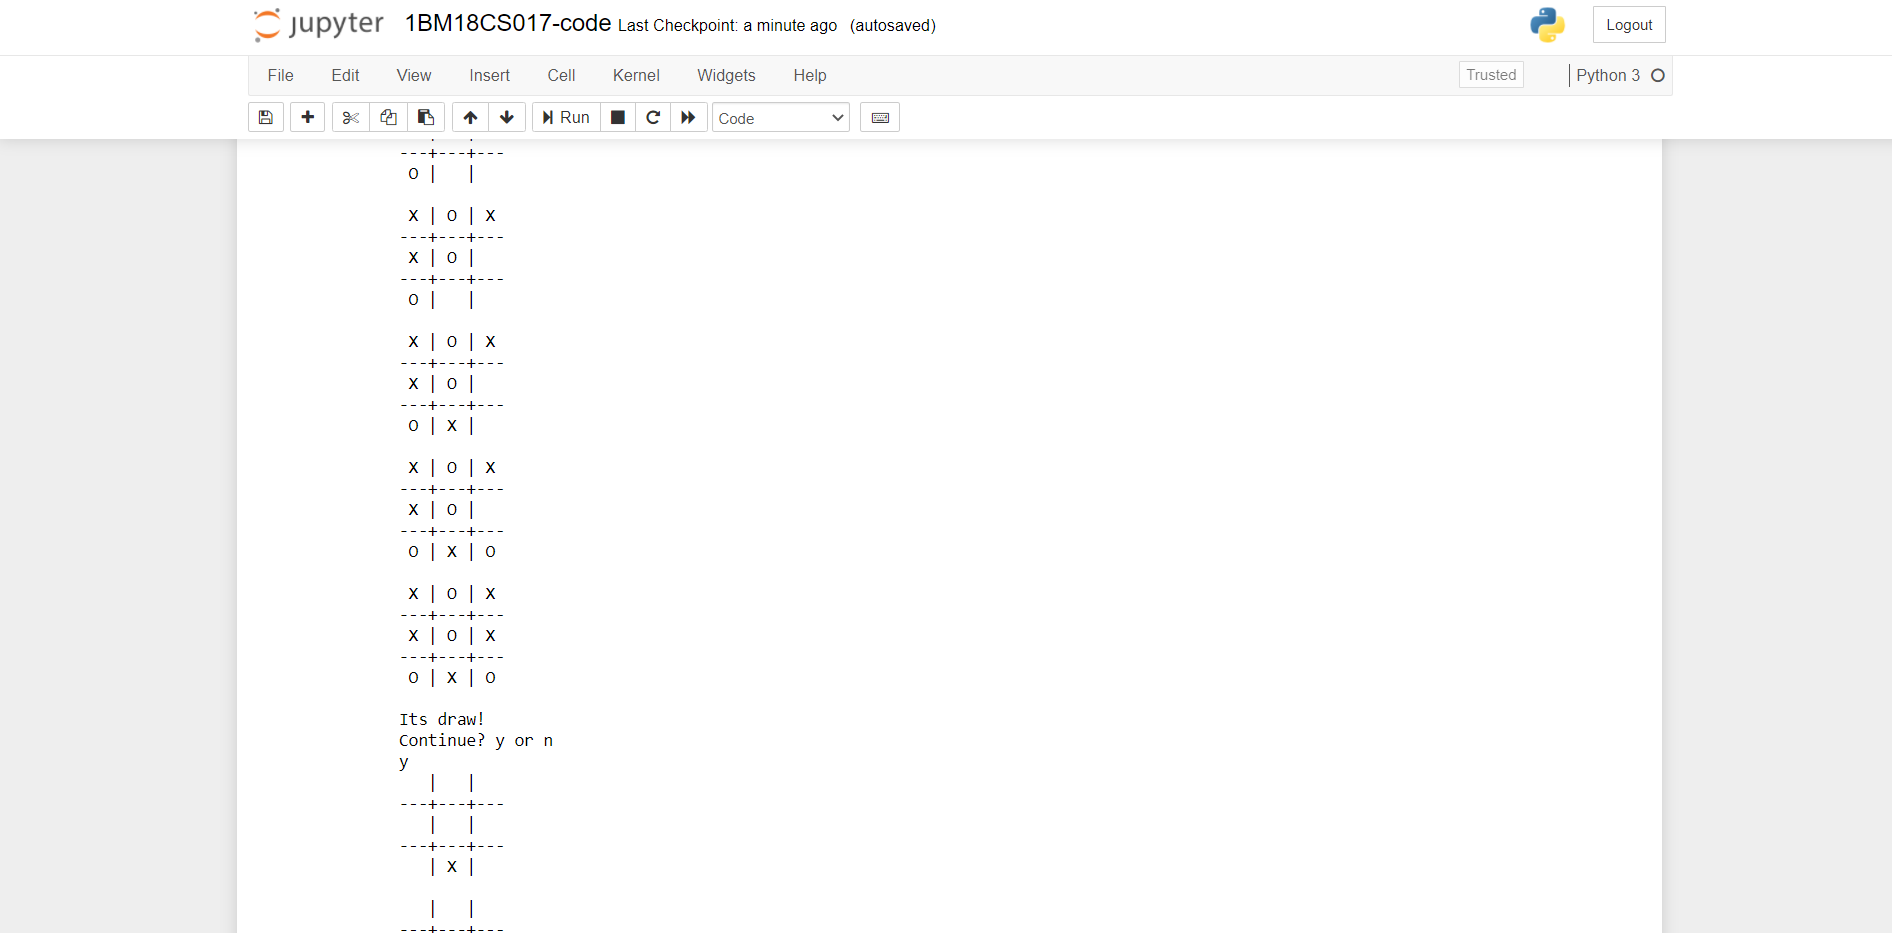 jupyter 1BM18CS017-code Last Checkpoint: a minute ago (autosaved) Logout
File Edit View Insert Cell Kernel Widgets Help Trusted | Python 3
Run Code
---+---+---
 O |   |

 X | O | X
---+---+---
 X | O |
---+---+---
 O |   |

 X | O | X
---+---+---
 X | O |
---+---+---
 O | X |

 X | O | X
---+---+---
 X | O |
---+---+---
 O | X | O

 X | O | X
---+---+---
 X | O | X
---+---+---
 O | X | O

Its draw!
Continue? y or n
y
   |   |
---+---+---
   |   |
---+---+---
   | X |

   |   |
---+---+---